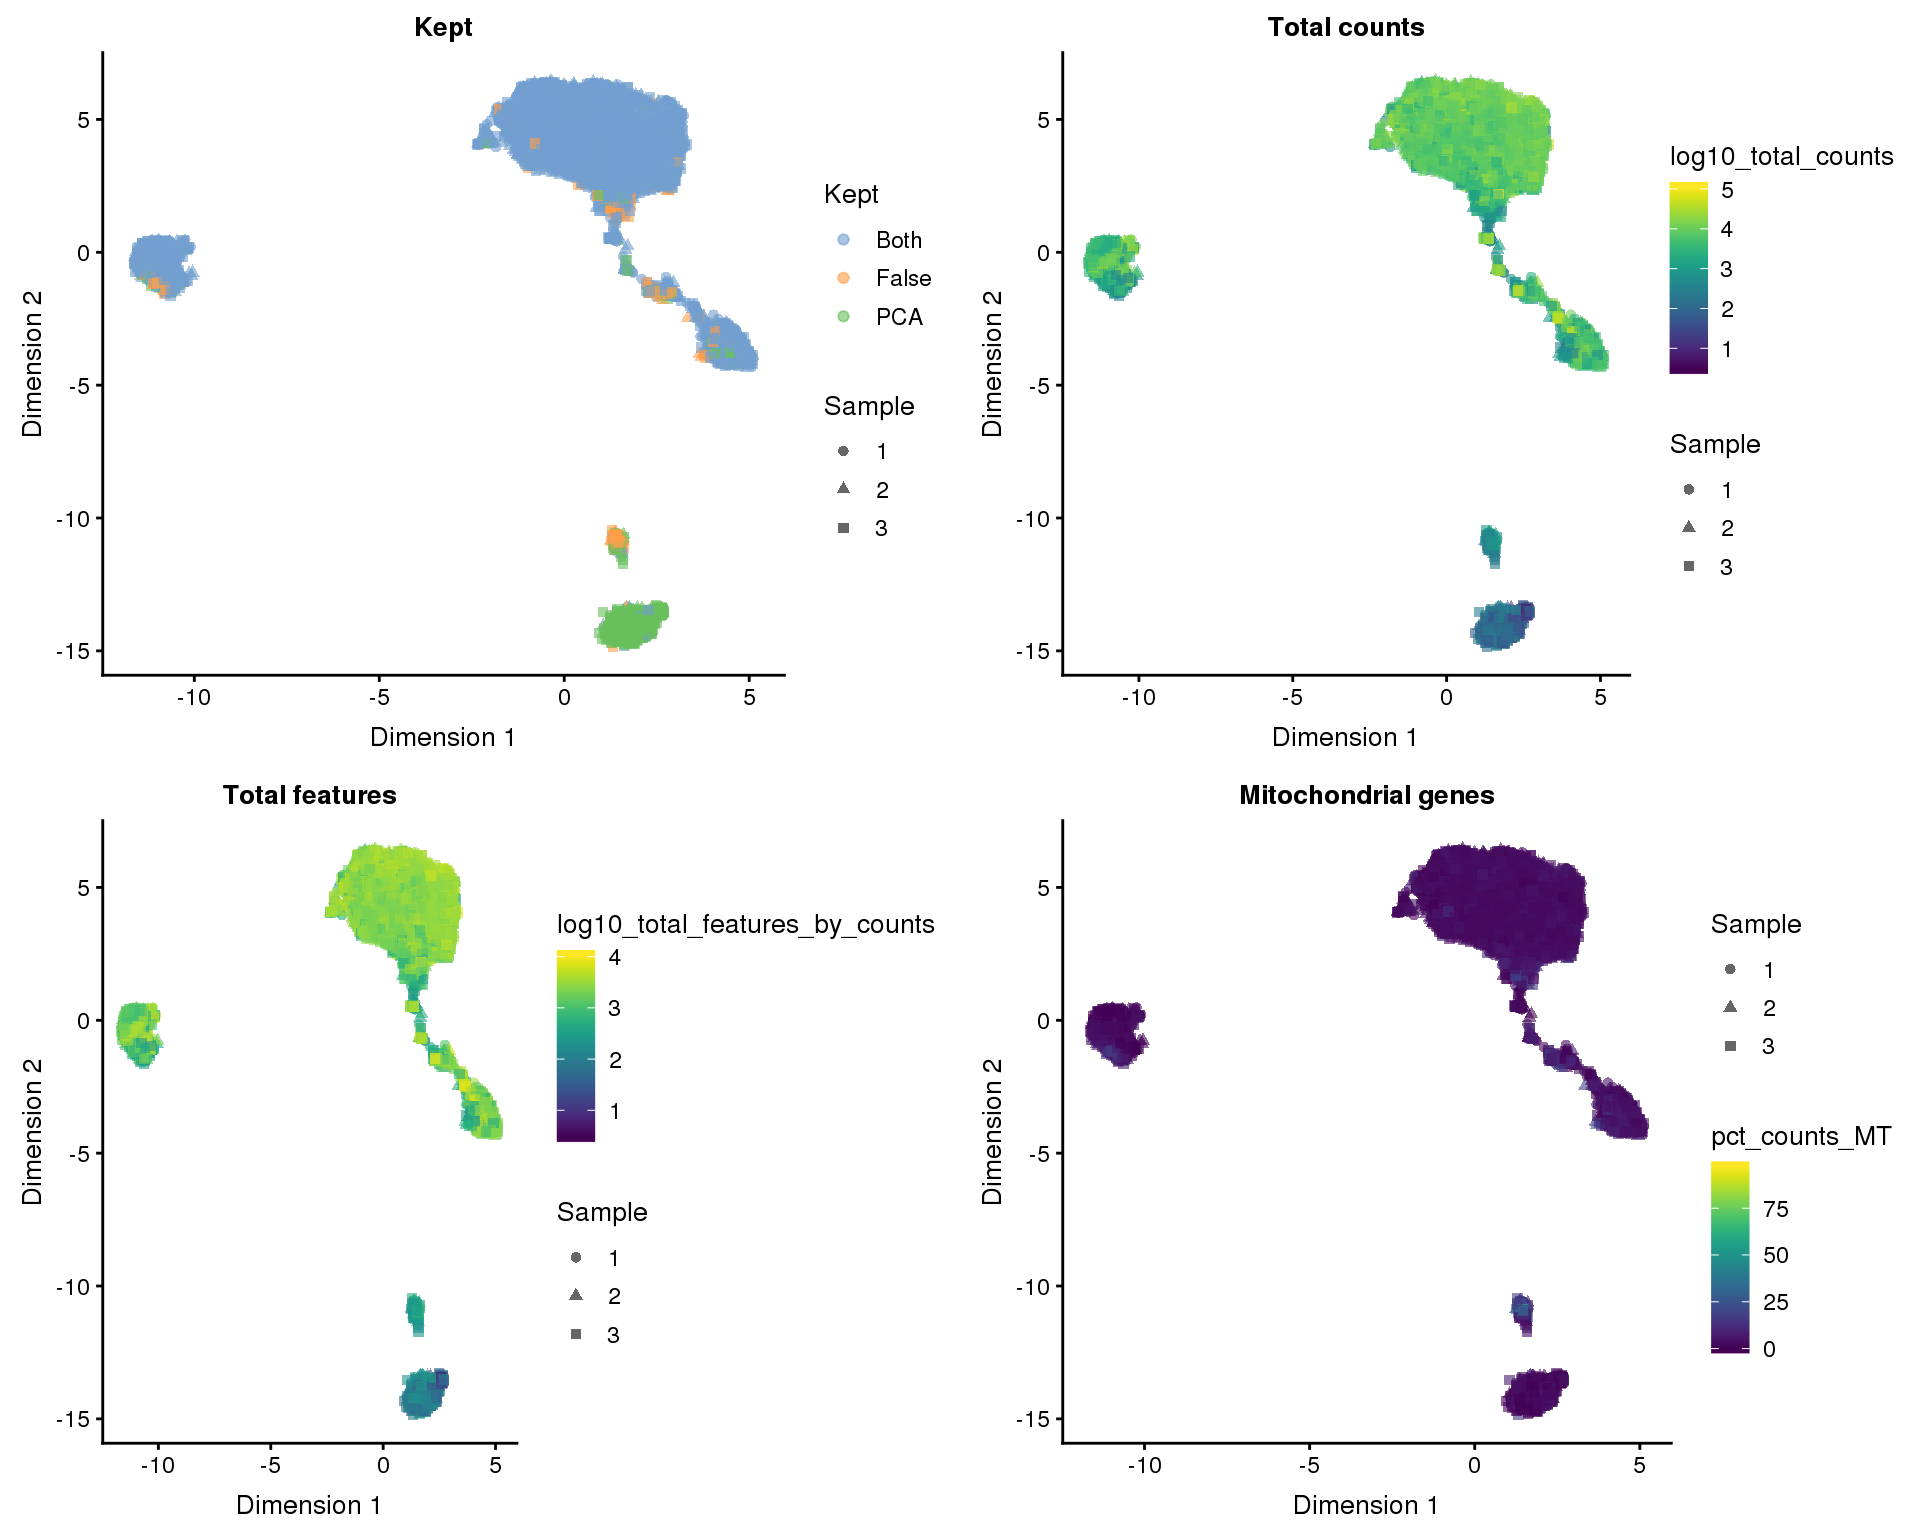 Kept
5
0
-5
-10
-15
-10
-5
0
5
Dimension 1
Dimension 2
Kept
Both
False
PCA
Sample
1
2
3
Total counts
5
0
-5
-10
-15
-10
-5
0
5
Dimension 1
Dimension 2
log10_total_counts
5
4
3
2
1
Sample
1
2
3
Total features
5
0
-5
-10
-15
-10
-5
0
5
Dimension 1
Dimension 2
log10_total_features_by_counts
4
3
2
1
Sample
1
2
3
Mitochondrial genes
5
0
-5
-10
-15
-10
-5
0
5
Dimension 1
Dimension 2
Sample
1
2
3
pct_counts_MT
75
50
25
0